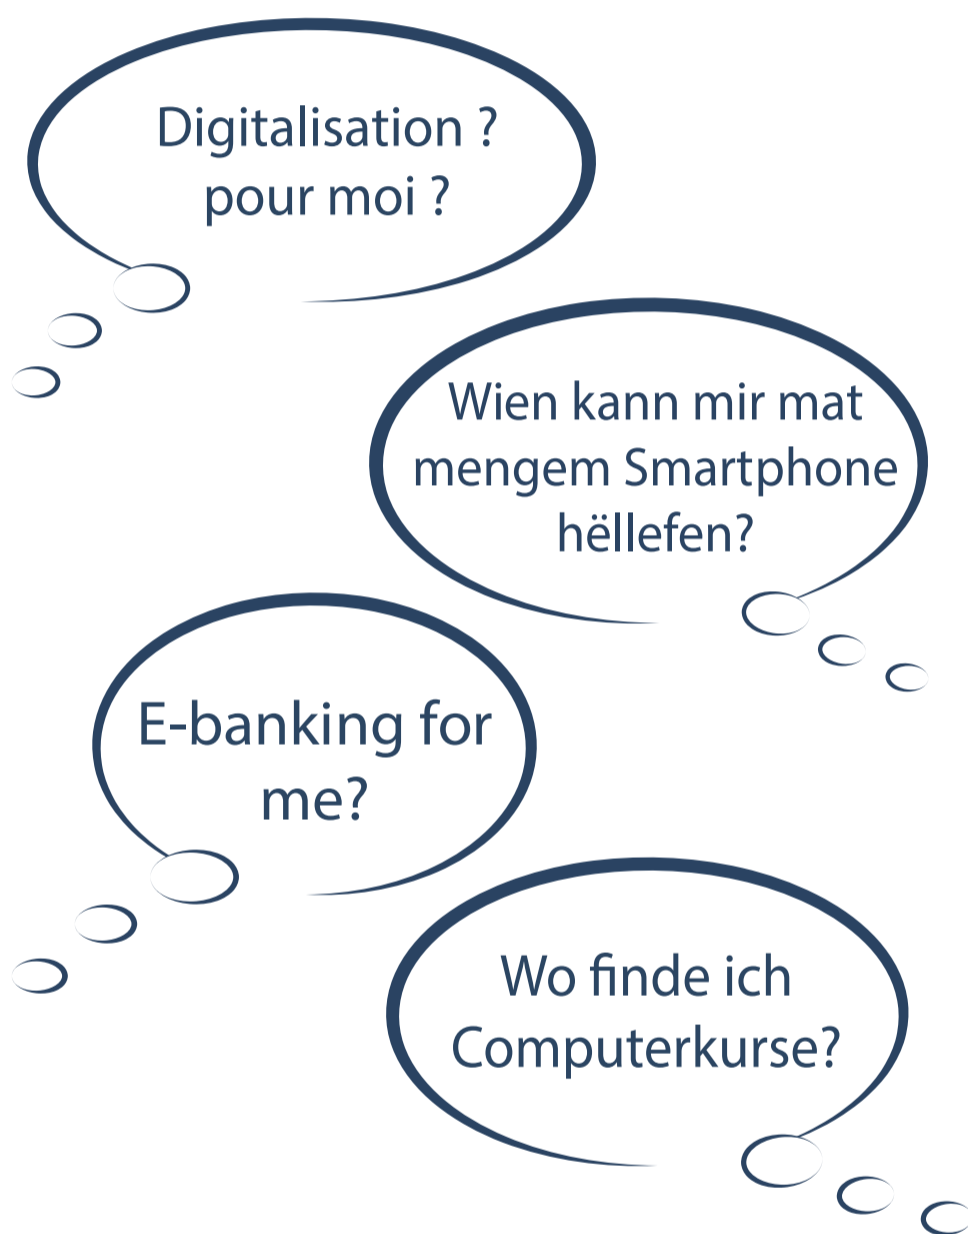 Digitalisation ?
pour moi ?
Wien kann mir mat
mengem Smartphone
hëllefen?
E-banking for
me?
Wo finde ich
Computerkurse?